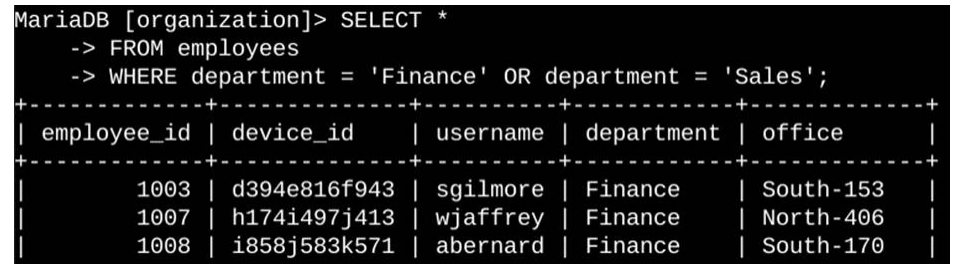 MariaDB [organization]> SELECT *
    -> FROM employees
    -> WHERE department = 'Finance' OR department = 'Sales';
+-------------+--------------+----------+------------+-------------+
| employee_id | device_id    | username | department | office      |
+-------------+--------------+----------+------------+-------------+
|        1003 | d394e816f943 | sgilmore | Finance    | South-153   |
|        1007 | h174i497j413 | wjaffrey | Finance    | North-406   |
|        1008 | i858j583k571 | abernard | Finance    | South-170   |